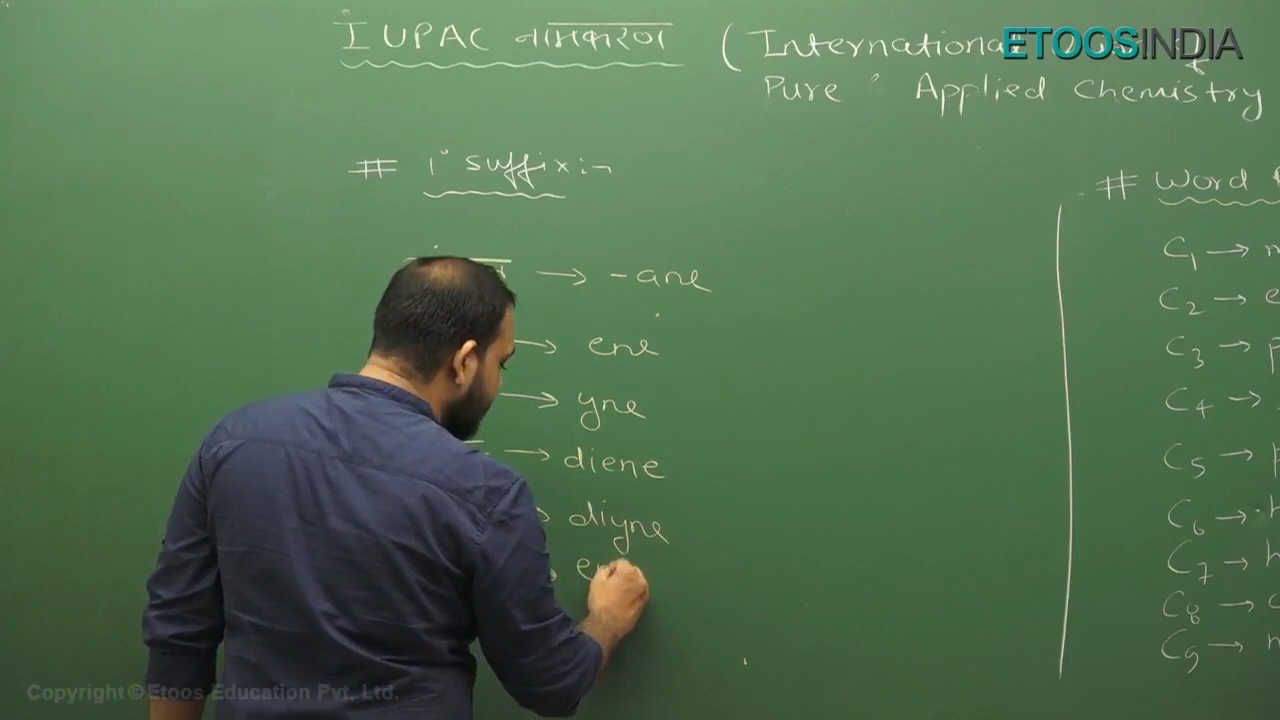 IUPAC नामकरण (International
ETOOSINDIA
Pure Applied Chemistry
# 1° suffix :-
→ -ane
→ ene
→ yne
→ diene
→ diyne
# Word
C1 →
C2 → e
C3 → p
C4 →
C5 → p
C6 → h
C7 → h
C8 → o
C9 → n
Copyright © Etoos Education Pvt. Ltd.